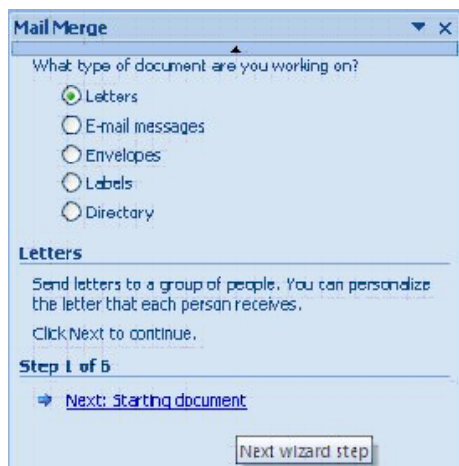 Mail Merge
What type of document are you working on?
Letters
E-mail messages
Envelopes
Labels
Directory
Letters
Send letters to a group of people. You can personalize
the letter that each person receives.
Click Next to continue.
Step 1 of 6
Next: Starting document
Next wizard step